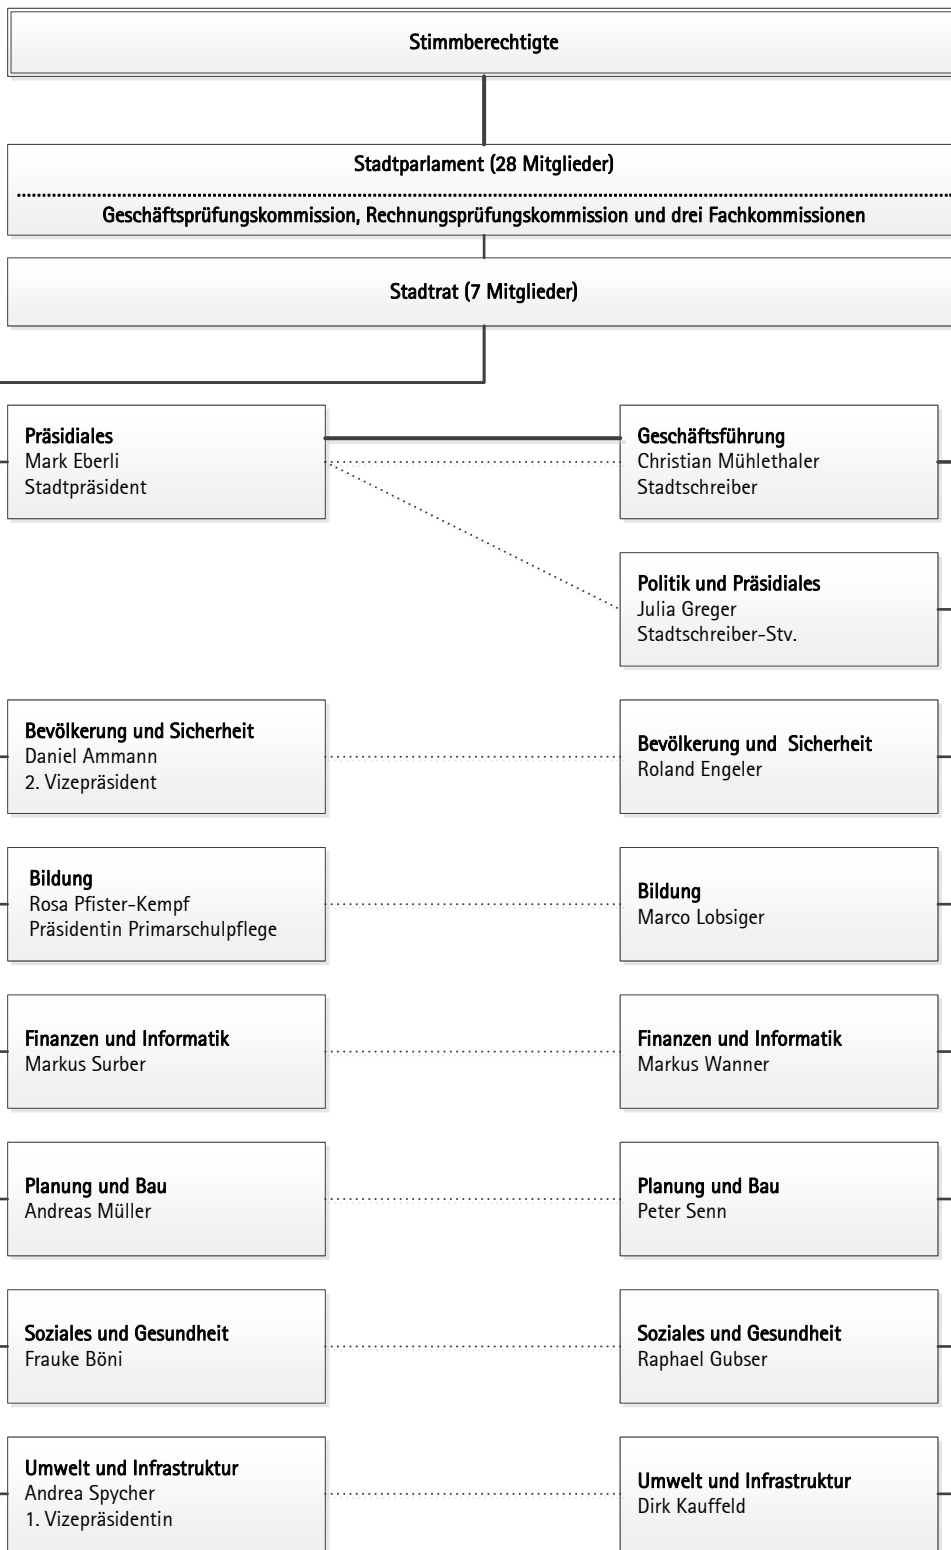 Stimmberechtigte
Stadtparlament (28 Mitglieder)
Geschäftsprüfungskommission, Rechnungsprüfungskommission und drei Fachkommissionen
Stadtrat (7 Mitglieder)
Präsidiales
Mark Eberli
Stadtpräsident
Geschäftsführung
Christian Mühlethaler
Stadtschreiber
Politik und Präsidiales
Julia Greger
Stadtschreiber-Stv.
Bevölkerung und Sicherheit
Daniel Ammann
2. Vizepräsident
Bevölkerung und  Sicherheit
Roland Engeler
Bildung
Rosa Pfister-Kempf
Präsidentin Primarschulpflege
Bildung
Marco Lobsiger
Finanzen und Informatik
Markus Surber
Finanzen und Informatik
Markus Wanner
Planung und Bau
Andreas Müller
Planung und Bau
Peter Senn
Soziales und Gesundheit
Frauke Böni
Soziales und Gesundheit
Raphael Gubser
Umwelt und Infrastruktur
Andrea Spycher
1. Vizepräsidentin
Umwelt und Infrastruktur
Dirk Kauffeld